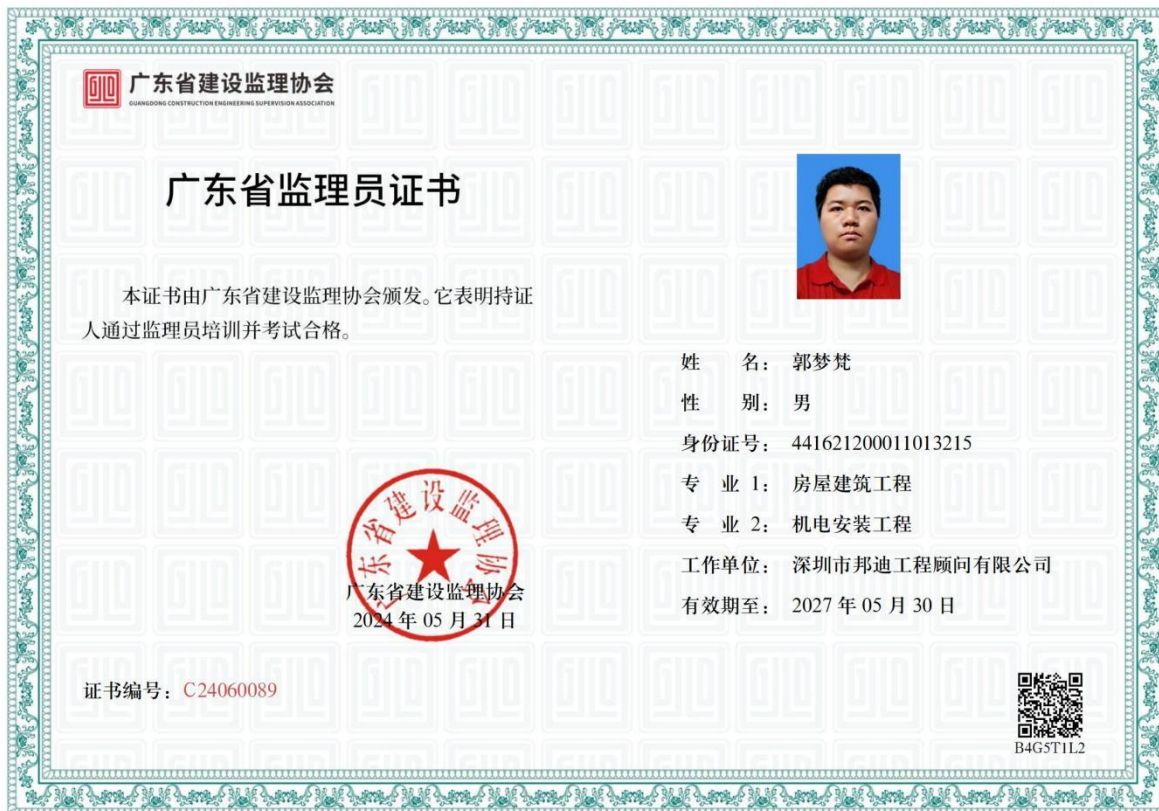 广东省建设监理协会
GUANGDONG CONSTRUCTION ENGINEERING SUPERVISION ASSOCIATION
广东省监理员证书
本证书由广东省建设监理协会颁发。它表明持证
人通过监理员培训并考试合格。
姓 名： 郭梦梵
性 别： 男
身份证号： 441621200011013215
专 业 1： 房屋建筑工程
专 业 2： 机电安装工程
工作单位： 深圳市邦迪工程顾问有限公司
有效期至： 2027 年 05 月 30 日
广东省建设监理协会
广东省建设监理协会
2024 年 05 月 31 日
证书编号：C24060089
B4G5T1L2